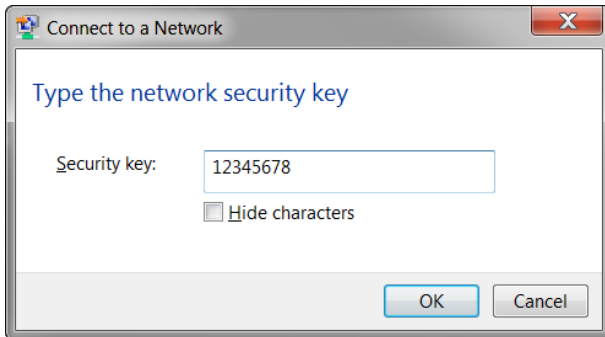 Connect to a Network
Type the network security key
Security key: 12345678
Hide characters
OK Cancel